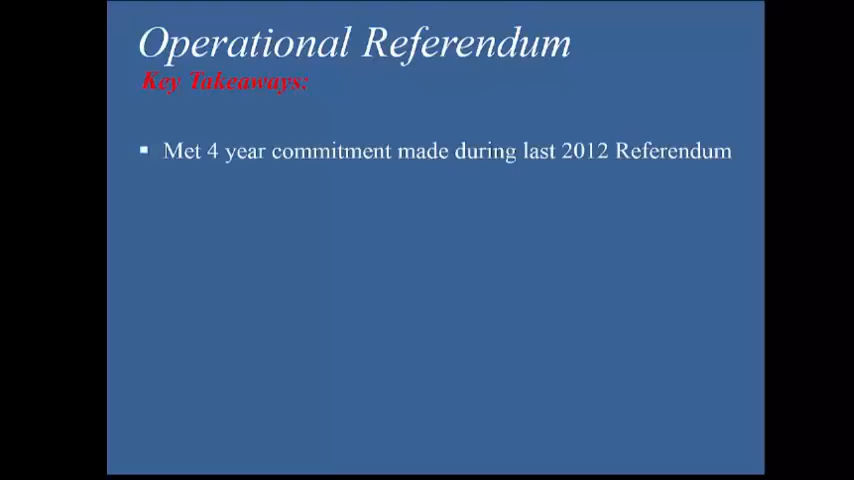 Operational Referendum
Key Takeaways:
▪ Met 4 year commitment made during last 2012 Referendum